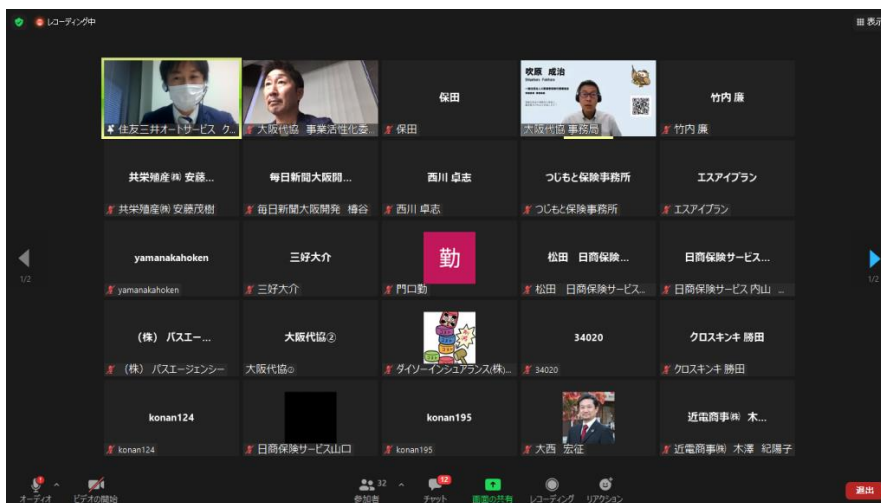 レコーディング中
表示
住友三井オートサービス ク...
大阪代協 事業活性化委...
保田
保田
吹原 成治
大阪代協 事務局
竹内 廉
竹内 廉
共栄殖産㈱ 安藤...
共栄殖産㈱ 安藤茂樹
毎日新聞大阪開...
毎日新聞大阪開発 樽谷
西川 卓志
西川 卓志
つじもと保険事務所
つじもと保険事務所
エスアイプラン
エスアイプラン
1/2
yamanakahoken
yamanakahoken
三好大介
三好大介
勤
門口勤
松田 日商保険...
松田 日商保険サービス...
日商保険サービス...
日商保険サービス 内山 ...
1/2
(株) バスエー...
(株) バスエージェンシー
大阪代協②
大阪代協②
ダイソーインシュアランス(株)...
34020
34020
クロスキンキ 勝田
クロスキンキ 勝田
konan124
konan124
日商保険サービス山口
konan195
konan195
大西 宏征
近電商事㈱ 木...
近電商事㈱ 木澤 紀陽子
オーディオ
ビデオの開始
32
参加者
12
チャット
画面の共有
レコーディング
リアクション
退出